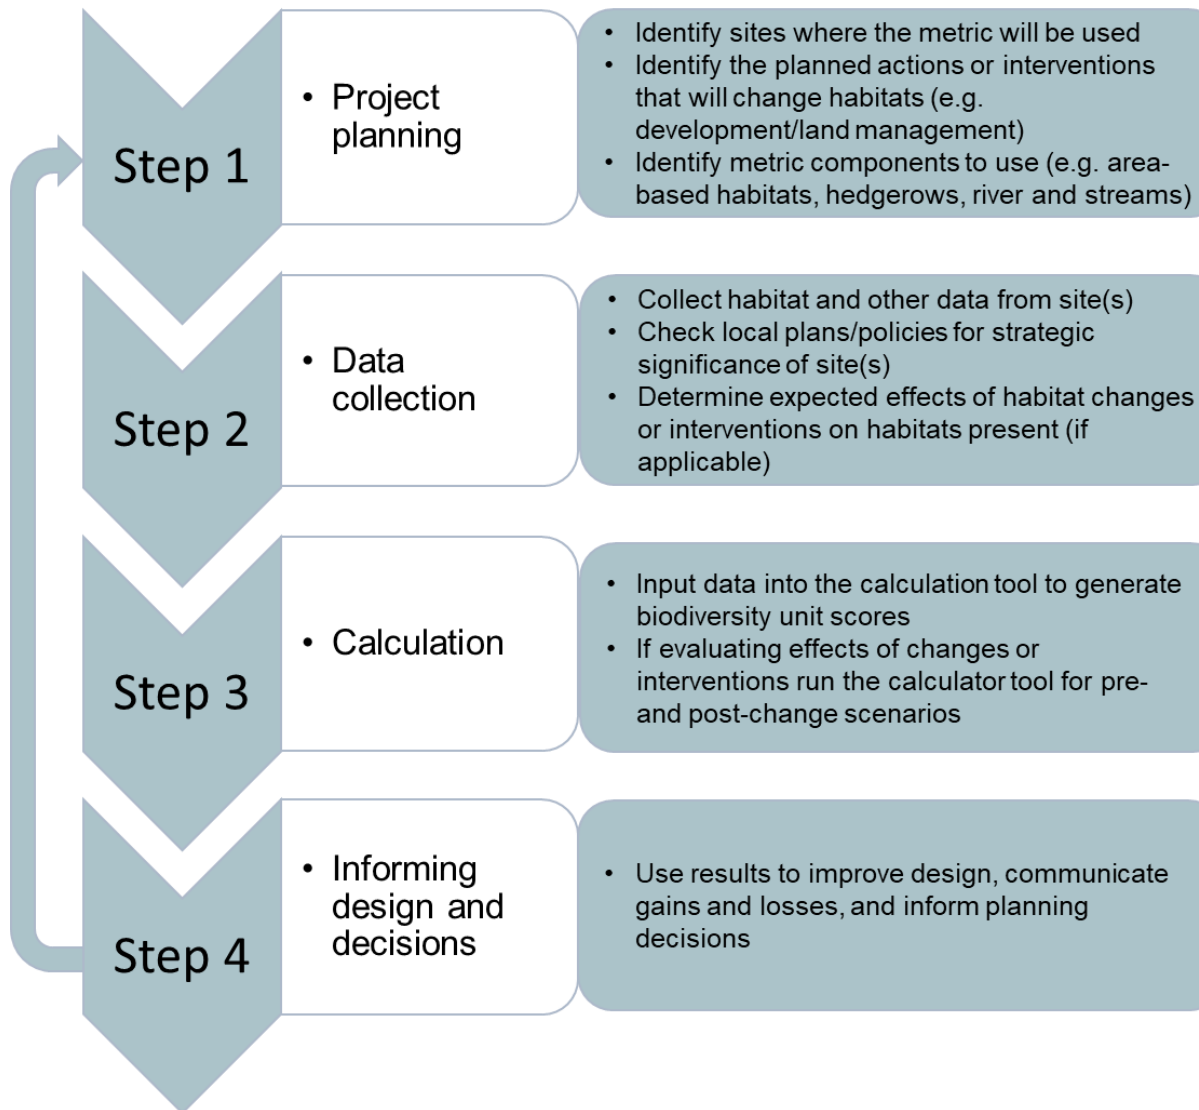 Step 1
• Project
planning
• Identify sites where the metric will be used
• Identify the planned actions or interventions
that will change habitats (e.g.
development/land management)
• Identify metric components to use (e.g. area-
based habitats, hedgerows, river and streams)
Step 2
• Data
collection
• Collect habitat and other data from site(s)
• Check local plans/policies for strategic
significance of site(s)
• Determine expected effects of habitat changes
or interventions on habitats present (if
applicable)
Step 3
• Calculation
• Input data into the calculation tool to generate
biodiversity unit scores
• If evaluating effects of changes or
interventions run the calculator tool for pre-
and post-change scenarios
Step 4
• Informing
design and
decisions
• Use results to improve design, communicate
gains and losses, and inform planning
decisions